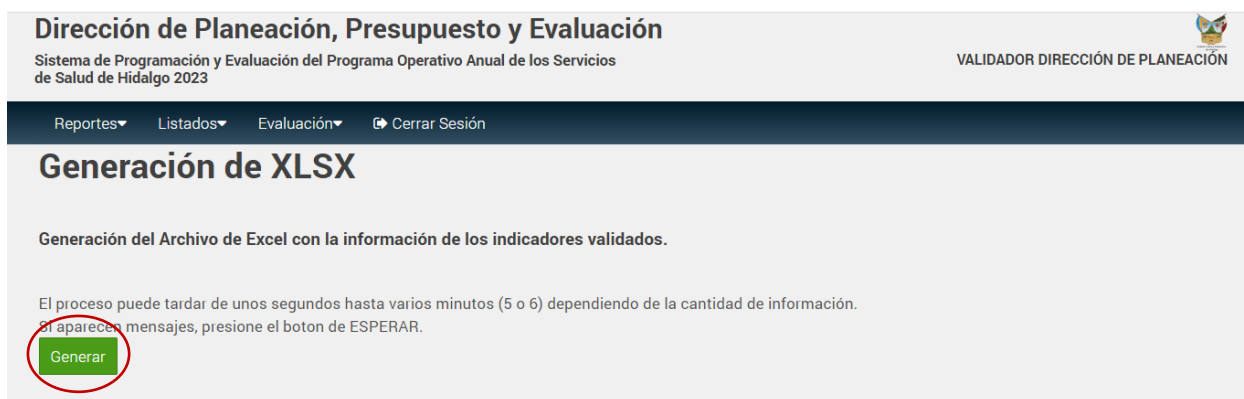 Dirección de Planeación, Presupuesto y Evaluación
Sistema de Programación y Evaluación del Programa Operativo Anual de los Servicios
de Salud de Hidalgo 2023
VALIDADOR DIRECCIÓN DE PLANEACIÓN
Reportes Listados Evaluación Cerrar Sesión
Generación de XLSX
Generación del Archivo de Excel con la información de los indicadores validados.
El proceso puede tardar de unos segundos hasta varios minutos (5 o 6) dependiendo de la cantidad de información.
Si aparecen mensajes, presione el boton de ESPERAR.
Generar